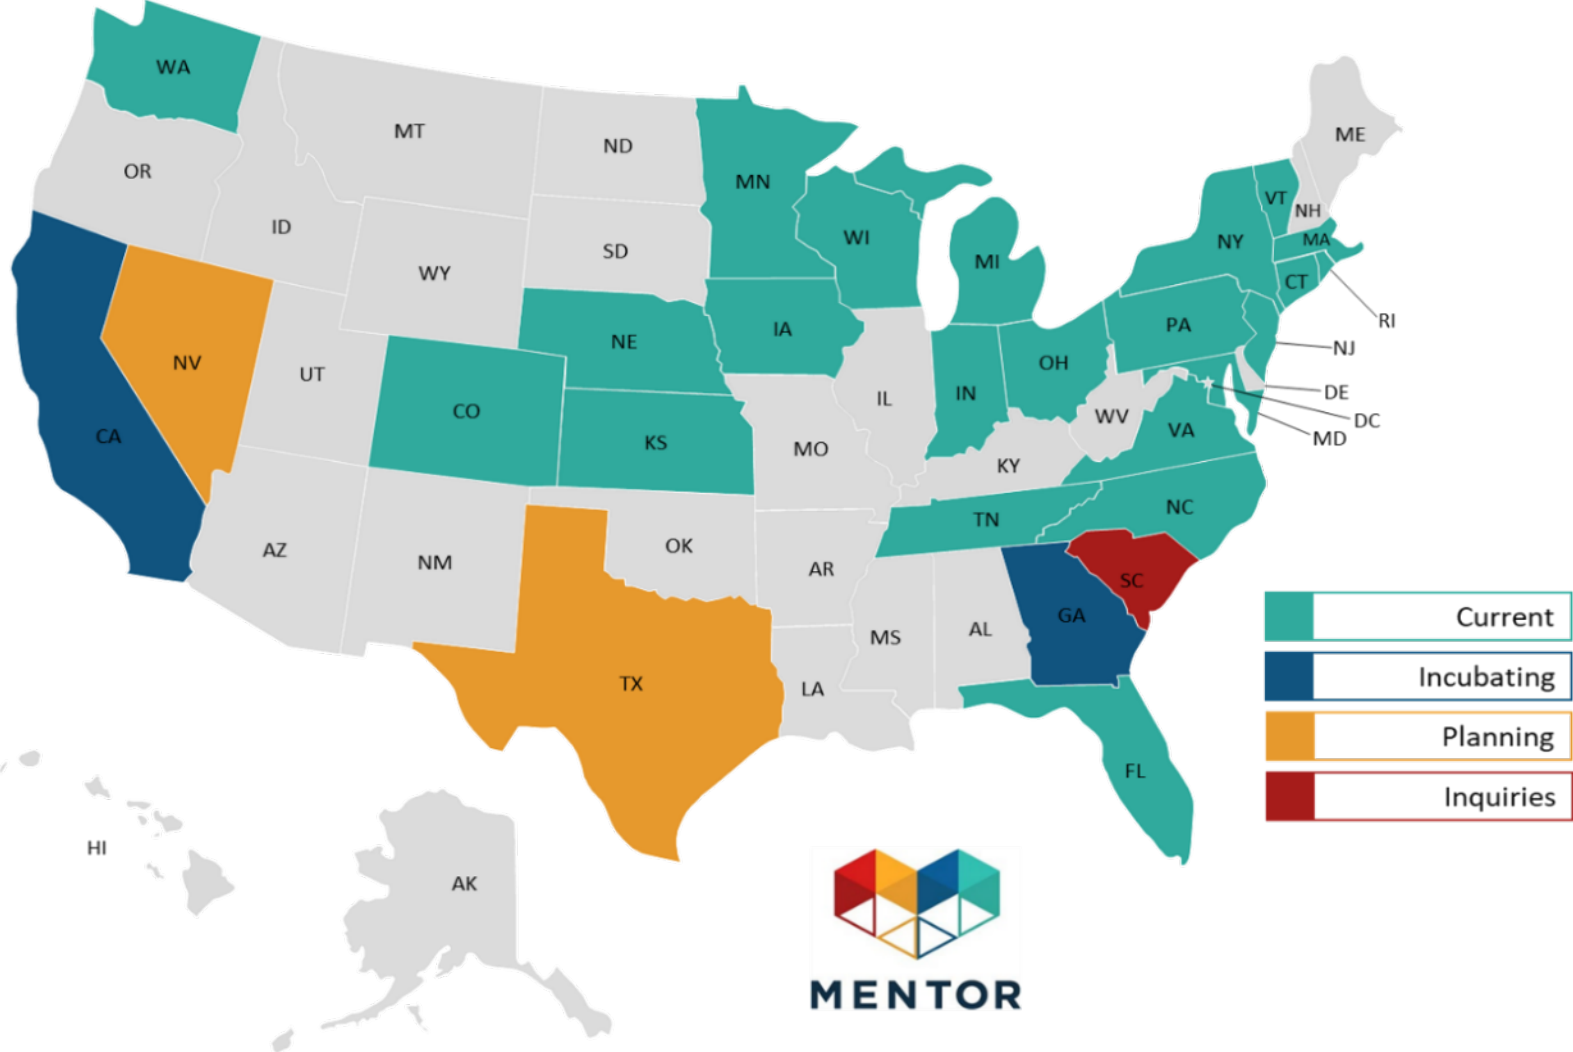 WA
MT
ND
ME
OR
MN
VT
NH
ID
WI
NY
MA
SD
MI
WY
CT
RI
IA
PA
NE
NJ
NV
OH
UT
IN
DE
IL
CO
WV
DC
CA
KS
VA
MD
MO
KY
NC
TN
OK
AZ
NM
AR
SC
GA
Current
AL
MS
TX
LA
Incubating
Planning
FL
Inquiries
HI
AK
MENTOR